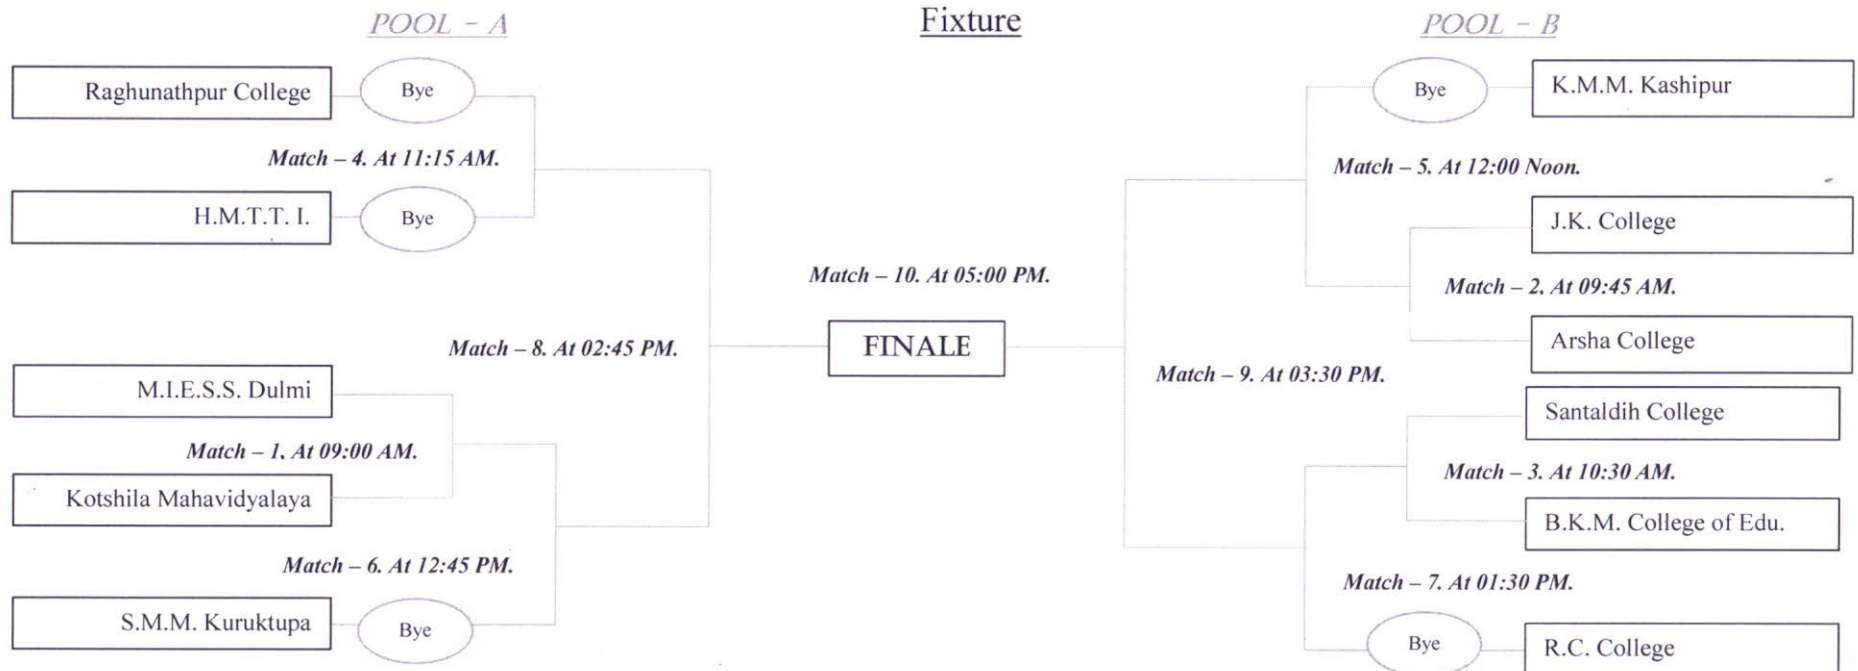 Fixture
POOL - A
POOL - B
Raghunathpur College
Bye
Match – 4. At 11:15 AM.
H.M.T.T. I.
Bye
Match – 8. At 02:45 PM.
M.I.E.S.S. Dulmi
Match – 1. At 09:00 AM.
Kotshila Mahavidyalaya
Match – 6. At 12:45 PM.
S.M.M. Kuruktupa
Bye
Match – 10. At 05:00 PM.
FINALE
Bye
K.M.M. Kashipur
Match – 5. At 12:00 Noon.
J.K. College
Match – 2. At 09:45 AM.
Arsha College
Match – 9. At 03:30 PM.
Santaldih College
Match – 3. At 10:30 AM.
B.K.M. College of Edu.
Match – 7. At 01:30 PM.
Bye
R.C. College